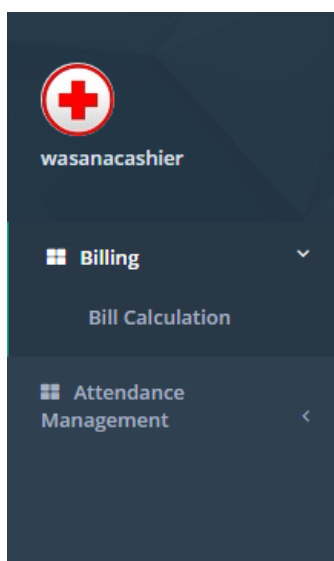 wasanacashier
Billing
Bill Calculation
Attendance
Management